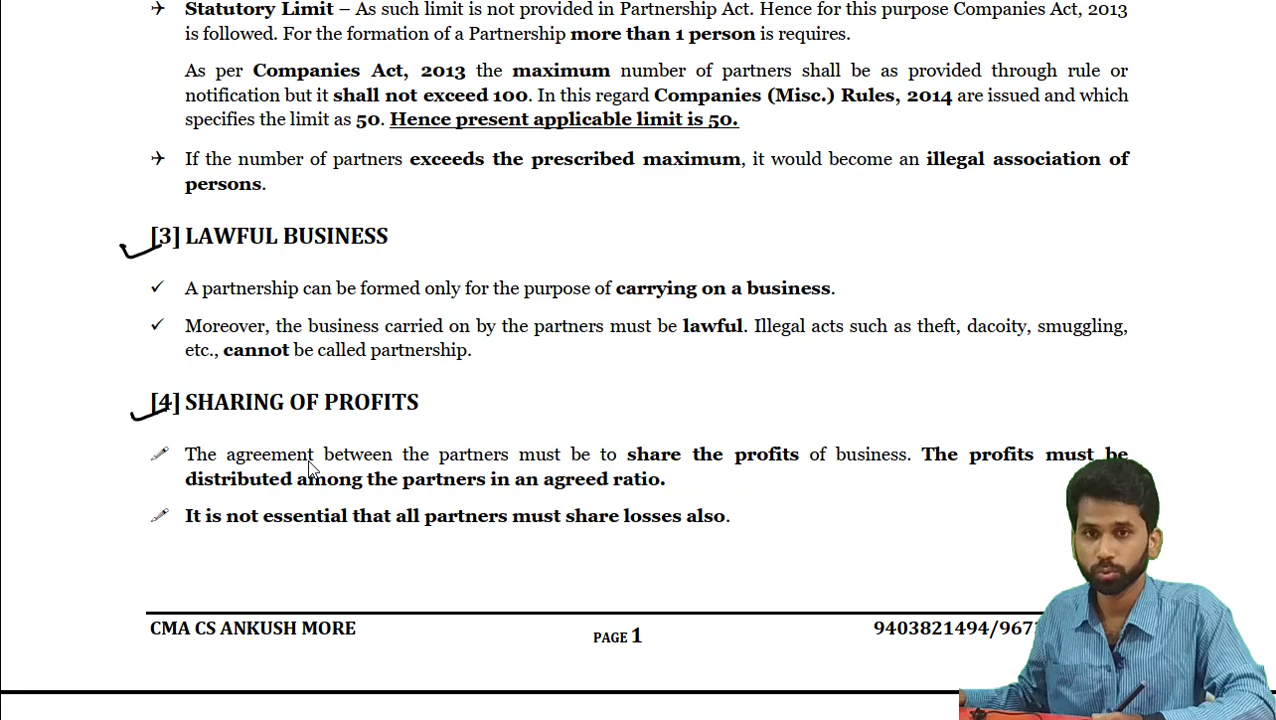 Statutory Limit – As such limit is not provided in Partnership Act. Hence for this purpose Companies Act, 2013
is followed. For the formation of a Partnership more than 1 person is requires.
As per Companies Act, 2013 the maximum number of partners shall be as provided through rule or
notification but it shall not exceed 100. In this regard Companies (Misc.) Rules, 2014 are issued and which
specifies the limit as 50. Hence present applicable limit is 50.
If the number of partners exceeds the prescribed maximum, it would become an illegal association of
persons.
[3] LAWFUL BUSINESS
A partnership can be formed only for the purpose of carrying on a business.
Moreover, the business carried on by the partners must be lawful. Illegal acts such as theft, dacoity, smuggling,
etc., cannot be called partnership.
[4] SHARING OF PROFITS
The agreement between the partners must be to share the profits of business. The profits must be
distributed among the partners in an agreed ratio.
It is not essential that all partners must share losses also.
CMA CS ANKUSH MORE
PAGE 1
9403821494/967